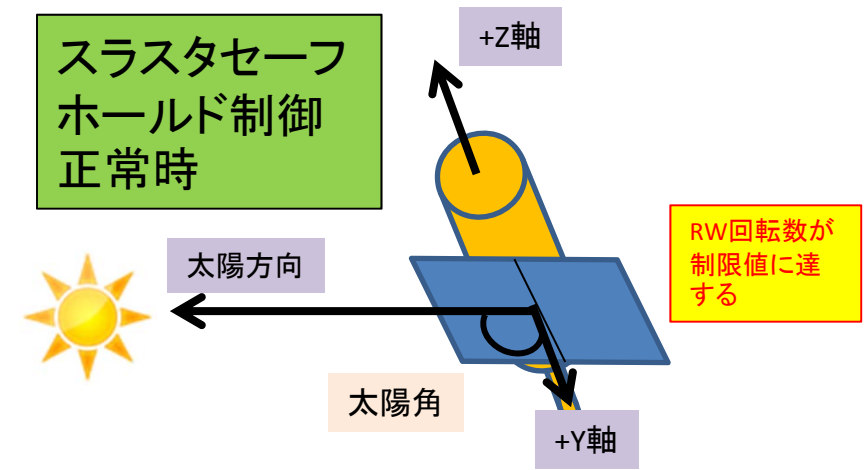 スラスタセーフ
ホールド制御
正常時
+Z軸
RW回転数が
制限値に達
する
太陽方向
太陽角
+Y軸